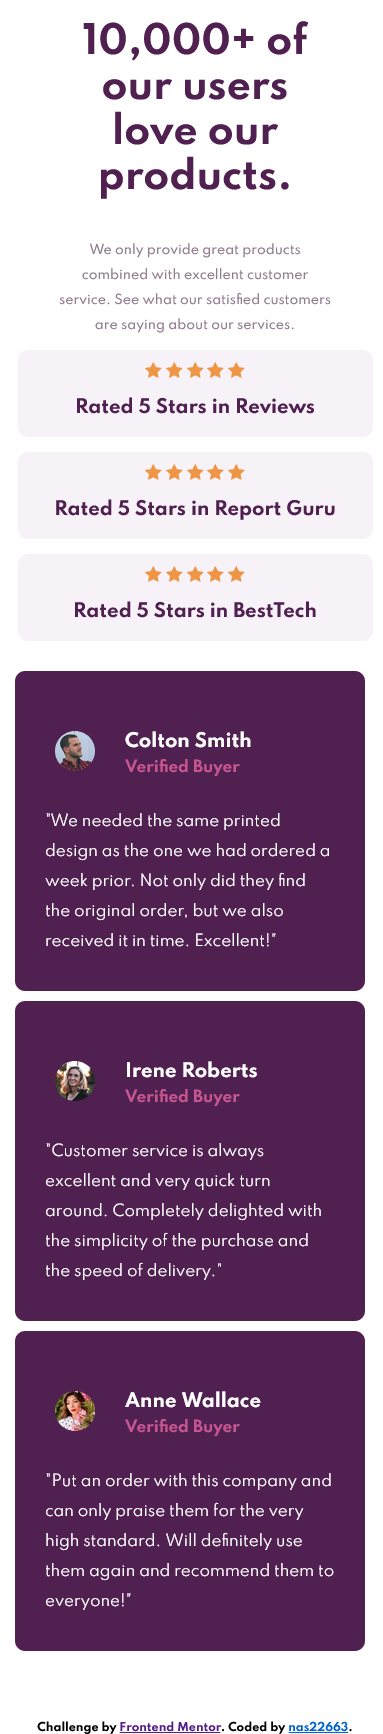 10,000+ of
our users
love our
products.
We only provide great products
combined with excellent customer
service. See what our satisfied customers
are saying about our services.
Rated 5 Stars in Reviews
Rated 5 Stars in Report Guru
Rated 5 Stars in BestTech
Colton Smith
Verified Buyer
"We needed the same printed
design as the one we had ordered a
week prior. Not only did they find
the original order, but we also
received it in time. Excellent!"
Irene Roberts
Verified Buyer
"Customer service is always
excellent and very quick turn
around. Completely delighted with
the simplicity of the purchase and
the speed of delivery."
Anne Wallace
Verified Buyer
"Put an order with this company and
can only praise them for the very
high standard. Will definitely use
them again and recommend them to
everyone!"
Challenge by Frontend Mentor. Coded by nas22663.